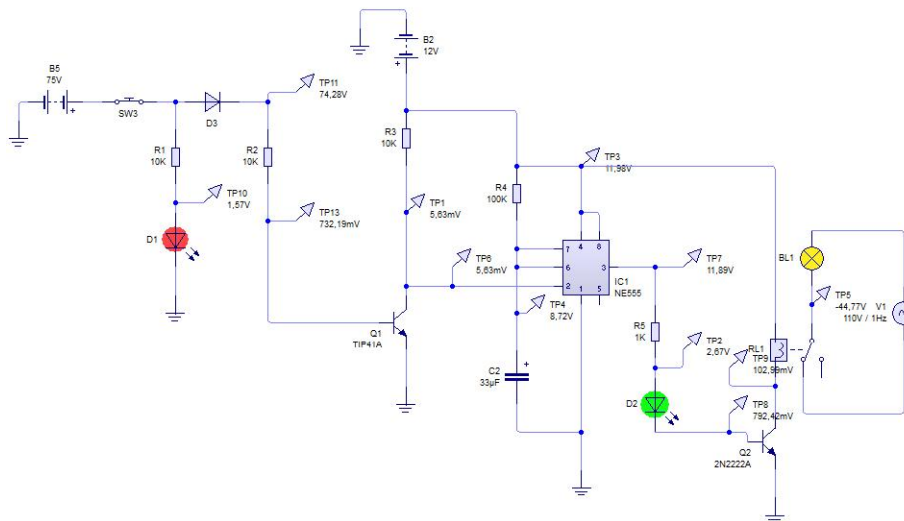 B2
12V
B5
75V
+
+
SW3
D3
TP11
74,28V
R1
10K
R2
10K
R3
10K
R4
100K
TP3
11,98V
TP10
1,57V
TP13
732,19mV
TP1
5,63mV
D1
TP6
5,63mV
7
6
2
4
8
3
1
5
IC1
NE555
TP7
11,89V
BL1
TP5
-44,77V
V1
110V / 1Hz
TP4
8,72V
Q1
TIP41A
R5
1K
TP2
2,67V
RL1
TP9
102,99mV
C2
33µF
+
D2
TP8
792,42mV
Q2
2N2222A